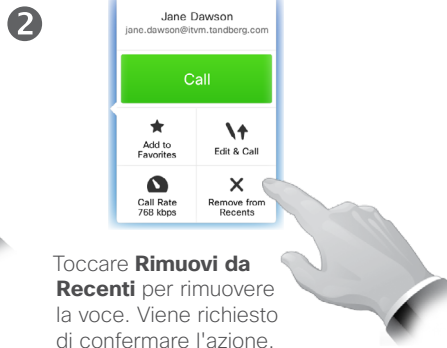 2
Jane Dawson
jane.dawson@itvm.tandberg.com
Call
Add to
Favorites
Edit & Call
Call Rate
768 kbps
Remove from
Recents
Toccare Rimuovi da
Recenti per rimuovere
la voce. Viene richiesto
di confermare l'azione.